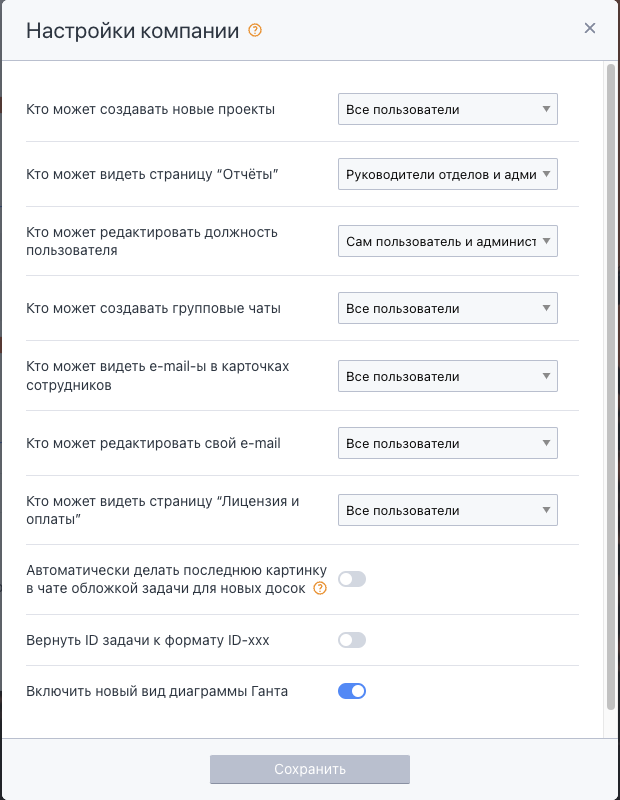 Настройки компании ?
Кто может создавать новые проекты
Все пользователи
Кто может видеть страницу “Отчёты”
Руководители отделов и адми
Кто может редактировать должность
пользователя
Сам пользователь и админист
Кто может создавать групповые чаты
Все пользователи
Кто может видеть e-mail-ы в карточках
сотрудников
Все пользователи
Кто может редактировать свой e-mail
Все пользователи
Кто может видеть страницу “Лицензия и
оплаты”
Все пользователи
Автоматически делать последнюю картинку
в чате обложкой задачи для новых досок ?
Вернуть ID задачи к формату ID-xxx
Включить новый вид диаграммы Ганта
Сохранить